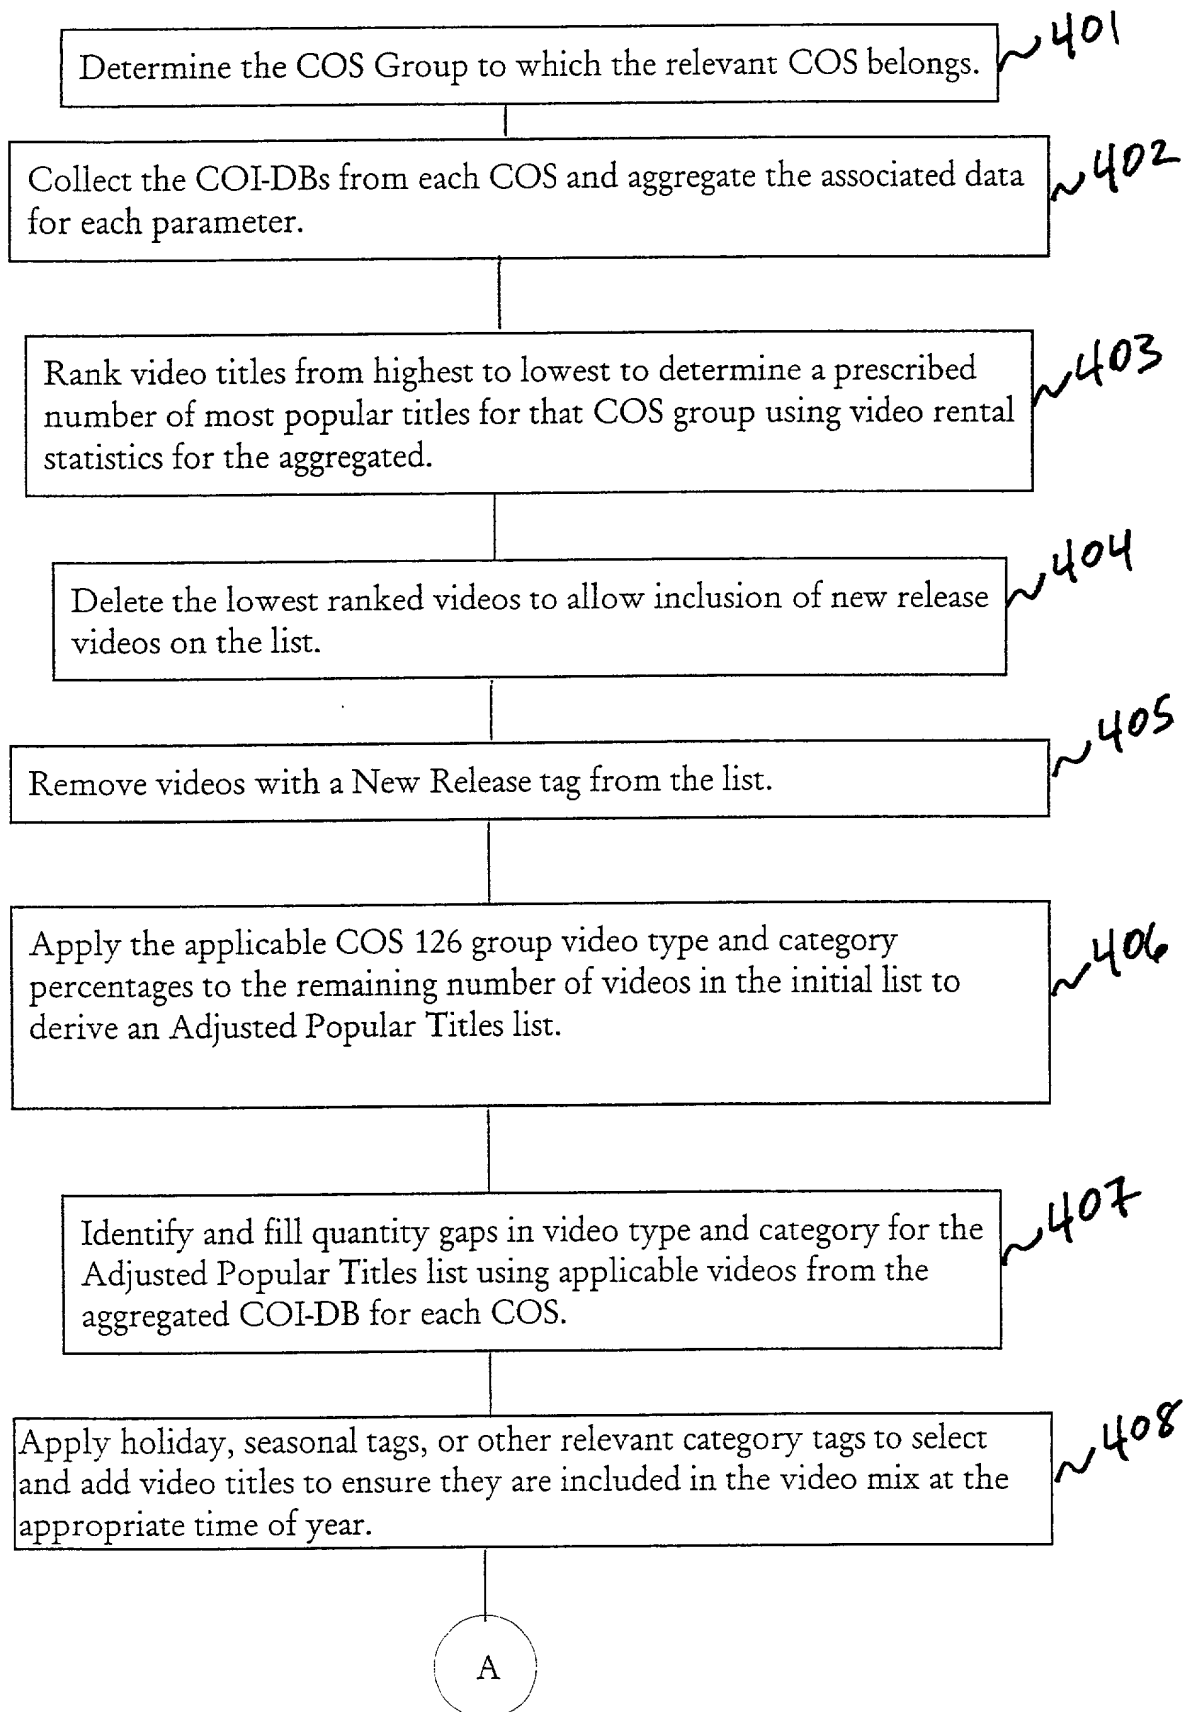 Determine the COS Group to which the relevant COS belongs.
401
Collect the COI-DBs from each COS and aggregate the associated data
for each parameter.
402
Rank video titles from highest to lowest to determine a prescribed
number of most popular titles for that COS group using video rental
statistics for the aggregated.
403
Delete the lowest ranked videos to allow inclusion of new release
videos on the list.
404
Remove videos with a New Release tag from the list.
405
Apply the applicable COS 126 group video type and category
percentages to the remaining number of videos in the initial list to
derive an Adjusted Popular Titles list.
406
Identify and fill quantity gaps in video type and category for the
Adjusted Popular Titles list using applicable videos from the
aggregated COI-DB for each COS.
407
Apply holiday, seasonal tags, or other relevant category tags to select
and add video titles to ensure they are included in the video mix at the
appropriate time of year.
408
A